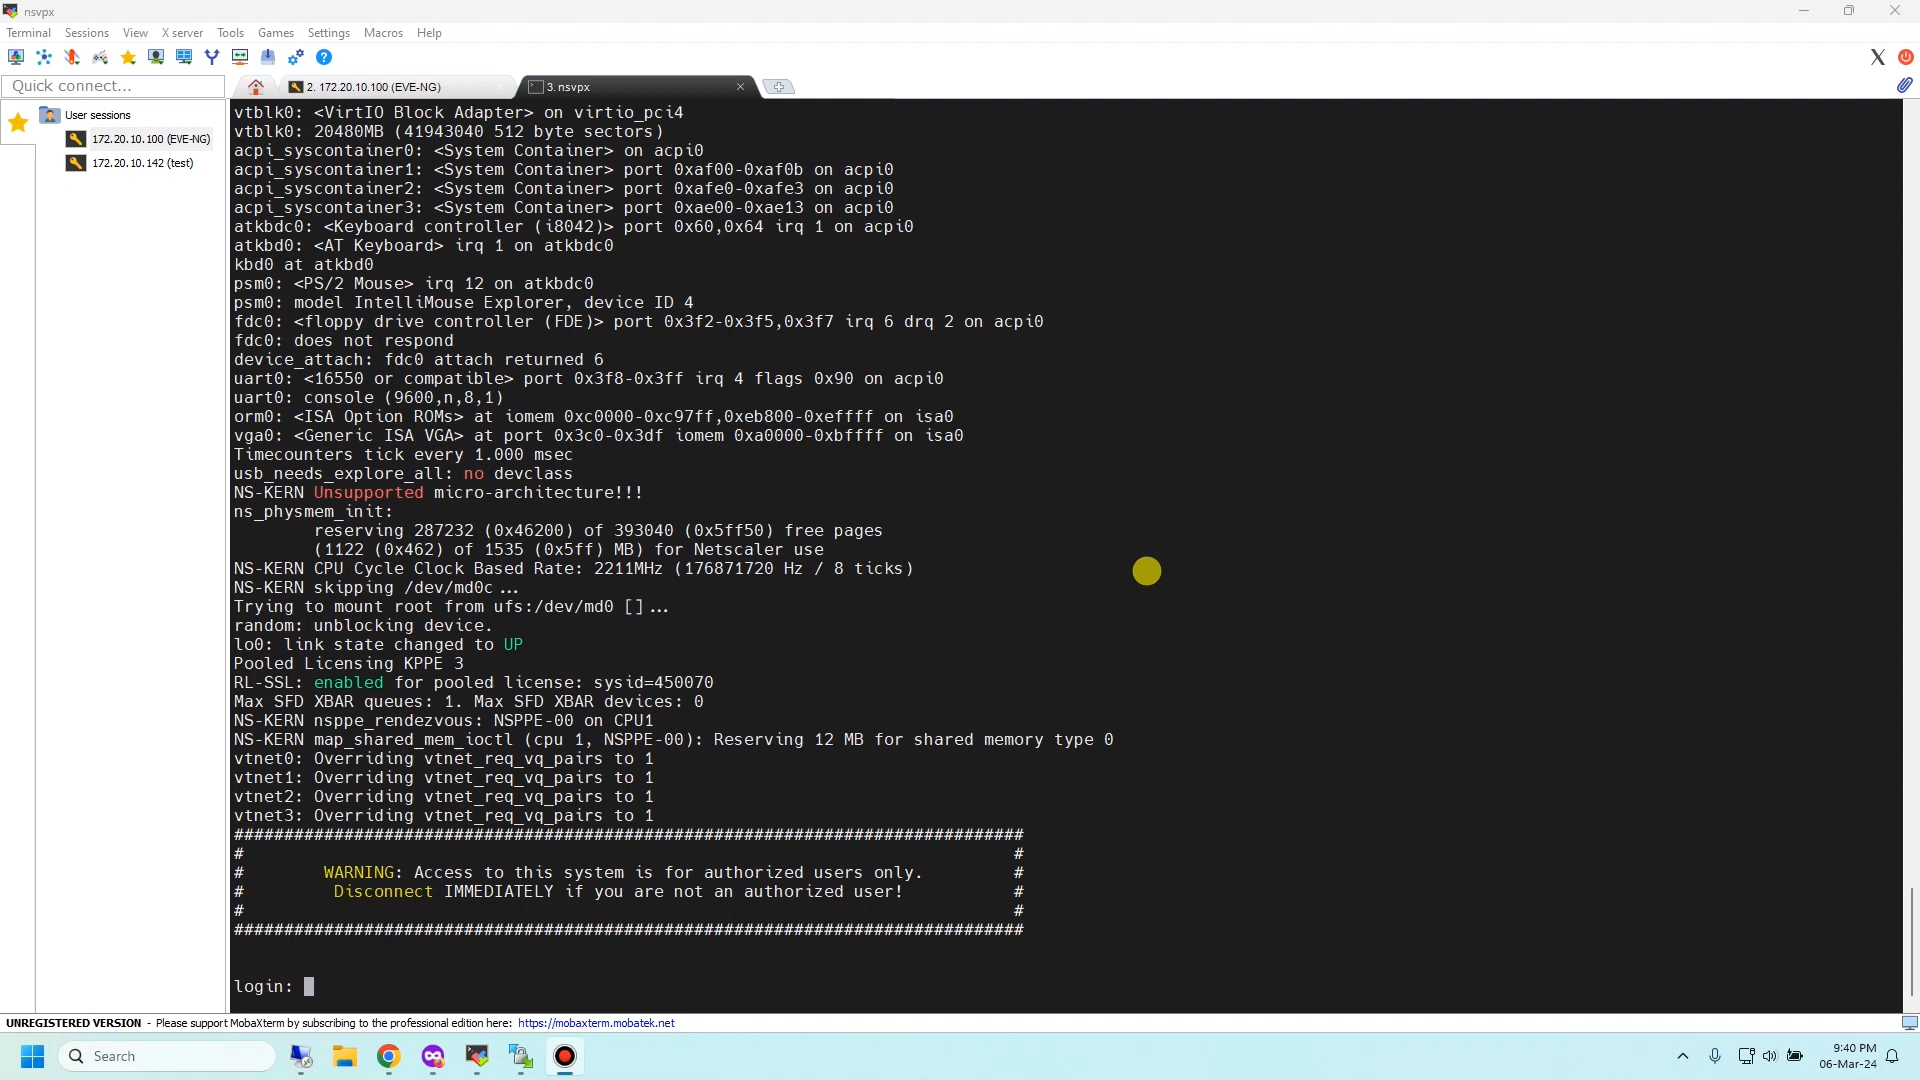 nsvpx
Terminal Sessions View X server Tools Games Settings Macros Help
Quick connect...
2. 172.20.10.100 (EVE-NG)
3. nsvpx
User sessions
172.20.10.100 (EVE-NG)
172.20.10.142 (test)
vtblk0: <VirtIO Block Adapter> on virtio_pci4
vtblk0: 20480MB (41943040 512 byte sectors)
acpi_syscontainer0: <System Container> on acpi0
acpi_syscontainer1: <System Container> port 0xaf00-0xaf0b on acpi0
acpi_syscontainer2: <System Container> port 0xafe0-0xafe3 on acpi0
acpi_syscontainer3: <System Container> port 0xae00-0xae13 on acpi0
atkbdc0: <Keyboard controller (i8042)> port 0x60,0x64 irq 1 on acpi0
atkbd0: <AT Keyboard> irq 1 on atkbdc0
kbd0 at atkbd0
psm0: <PS/2 Mouse> irq 12 on atkbdc0
psm0: model IntelliMouse Explorer, device ID 4
fdc0: <floppy drive controller (FDE)> port 0x3f2-0x3f5,0x3f7 irq 6 drq 2 on acpi0
fdc0: does not respond
device_attach: fdc0 attach returned 6
uart0: <16550 or compatible> port 0x3f8-0x3ff irq 4 flags 0x90 on acpi0
uart0: console (9600,n,8,1)
orm0: <ISA Option ROMs> at iomem 0xc0000-0xc97ff,0xeb800-0xeffff on isa0
vga0: <Generic ISA VGA> at port 0x3c0-0x3df iomem 0xa0000-0xbffff on isa0
Timecounters tick every 1.000 msec
usb_needs_explore_all: no devclass
NS-KERN Unsupported micro-architecture!!!
ns_physmem_init:
reserving 287232 (0x46200) of 393040 (0x5ff50) free pages
(1122 (0x462) of 1535 (0x5ff) MB) for Netscaler use
NS-KERN CPU Cycle Clock Based Rate: 2211MHz (176871720 Hz / 8 ticks)
NS-KERN skipping /dev/md0c ...
Trying to mount root from ufs:/dev/md0 []...
random: unblocking device.
lo0: link state changed to UP
Pooled Licensing KPPE 3
RL-SSL: enabled for pooled license: sysid=450070
Max SFD XBAR queues: 1. Max SFD XBAR devices: 0
NS-KERN nsppe_rendezvous: NSPPE-00 on CPU1
NS-KERN map_shared_mem_ioctl (cpu 1, NSPPE-00): Reserving 12 MB for shared memory type 0
vtnet0: Overriding vtnet_req_vq_pairs to 1
vtnet1: Overriding vtnet_req_vq_pairs to 1
vtnet2: Overriding vtnet_req_vq_pairs to 1
vtnet3: Overriding vtnet_req_vq_pairs to 1
###############################################################################
# #
# WARNING: Access to this system is for authorized users only. #
# Disconnect IMMEDIATELY if you are not an authorized user! #
# #
###############################################################################
login:
UNREGISTERED VERSION - Please support MobaXterm by subscribing to the professional edition here: https://mobaxterm.mobatek.net
Search
9:40 PM
06-Mar-24